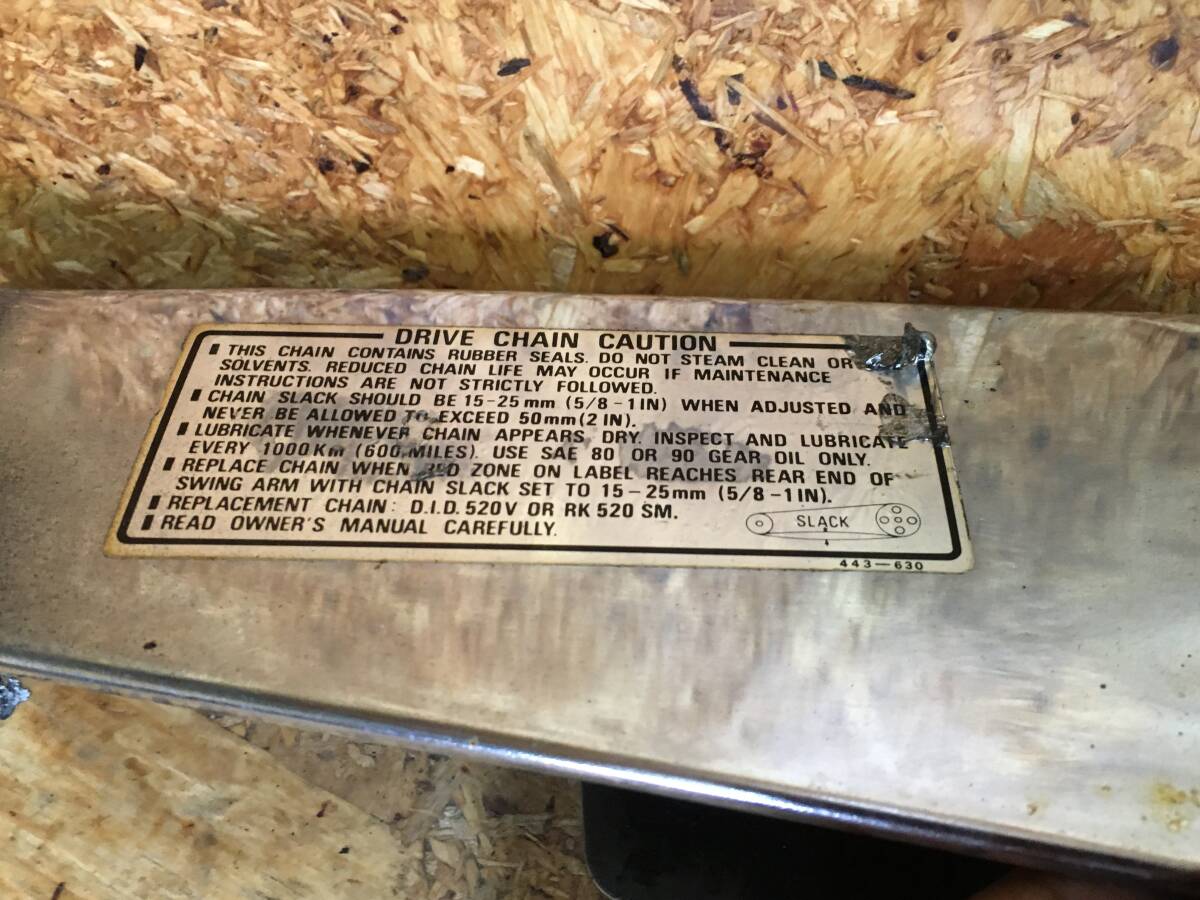 DRIVE CHAIN CAUTION
THIS CHAIN CONTAINS RUBBER SEALS. DO NOT STEAM CLEAN OR
SOLVENTS. REDUCED CHAIN LIFE MAY OCCUR IF MAINTENANCE
INSTRUCTIONS ARE NOT STRICTLY FOLLOWED.
CHAIN SLACK SHOULD BE 15-25mm (5/8-1IN) WHEN ADJUSTED AND
NEVER BE ALLOWED TO EXCEED 50mm(2 IN).
LUBRICATE WHENEVER CHAIN APPEARS DRY. INSPECT AND LUBRICATE
EVERY 1000Km (600 MILES). USE SAE 80 OR 90 GEAR OIL ONLY.
REPLACE CHAIN WHEN RED ZONE ON LABEL REACHES REAR END OF
SWING ARM WITH CHAIN SLACK SET TO 15-25mm (5/8-1IN).
REPLACEMENT CHAIN: D.I.D. 520V OR RK 520 SM.
READ OWNER'S MANUAL CAREFULLY.
SLACK
443-630